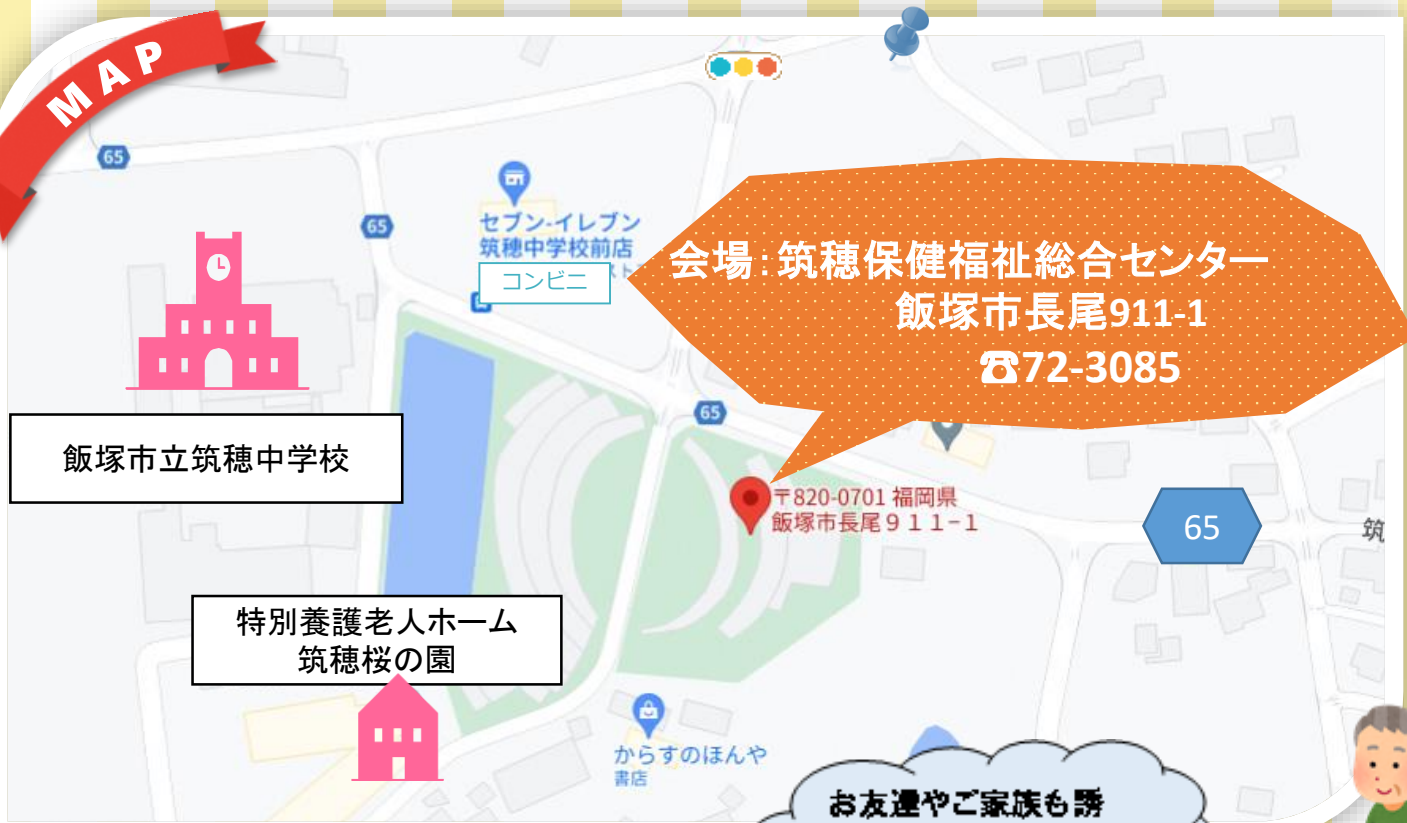 MAP
65
65
セブン-イレブン
筑穂中学校前店
コンビニ
会場:筑穂保健福祉総合センター
飯塚市長尾911-1
☎72-3085
65
飯塚市立筑穂中学校
〒820-0701 福岡県
飯塚市長尾911-1
65
筑
特別養護老人ホーム
筑穂桜の園
からすのほんや
書店
お友達やご家族も誘